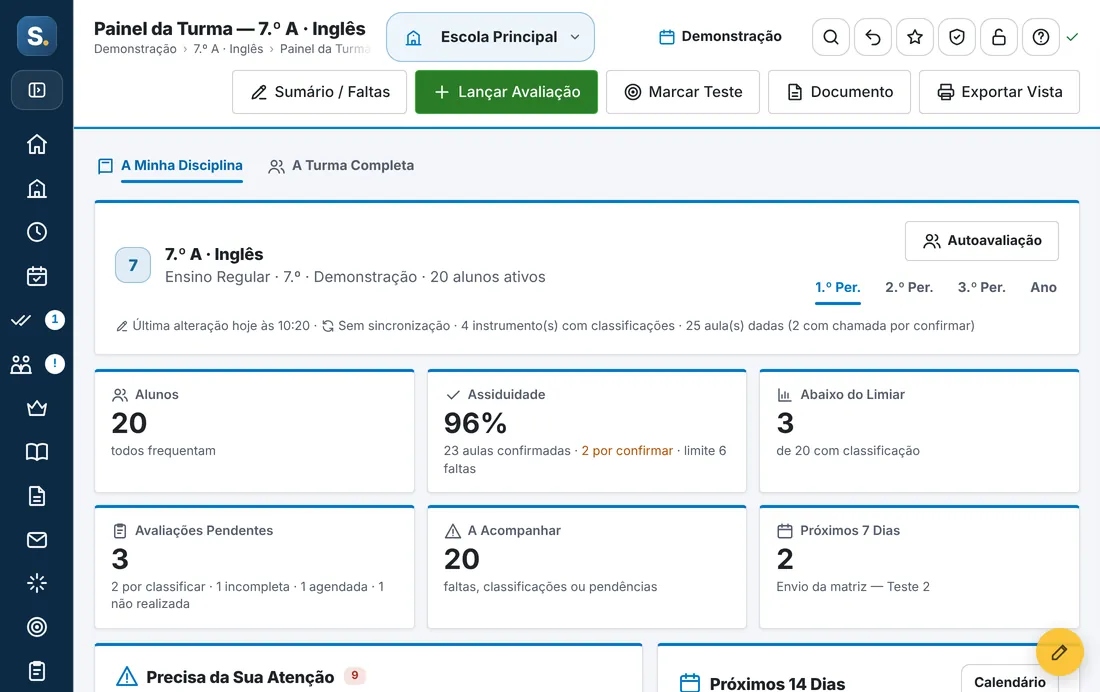 S.
Painel da Turma — 7.º A · Inglês
Demonstração › 7.º A · Inglês › Painel da Turma
Escola Principal
Demonstração
Sumário / Faltas
Lançar Avaliação
Marcar Teste
Documento
Exportar Vista
1
!
A Minha Disciplina
A Turma Completa
7
7.º A · Inglês
Ensino Regular · 7.º · Demonstração · 20 alunos ativos
Autoavaliação
1.º Per.
2.º Per.
3.º Per.
Ano
Última alteração hoje às 10:20 · Sem sincronização · 4 instrumento(s) com classificações · 25 aula(s) dadas (2 com chamada por confirmar)
Alunos
20
todos frequentam
Assiduidade
96%
23 aulas confirmadas · 2 por confirmar · limite 6
faltas
Abaixo do Limiar
3
de 20 com classificação
Avaliações Pendentes
3
2 por classificar · 1 incompleta · 1 agendada · 1
não realizada
A Acompanhar
20
faltas, classificações ou pendências
Próximos 7 Dias
2
Envio da matriz — Teste 2
Precisa da Sua Atenção
9
Próximos 14 Dias
Calendário